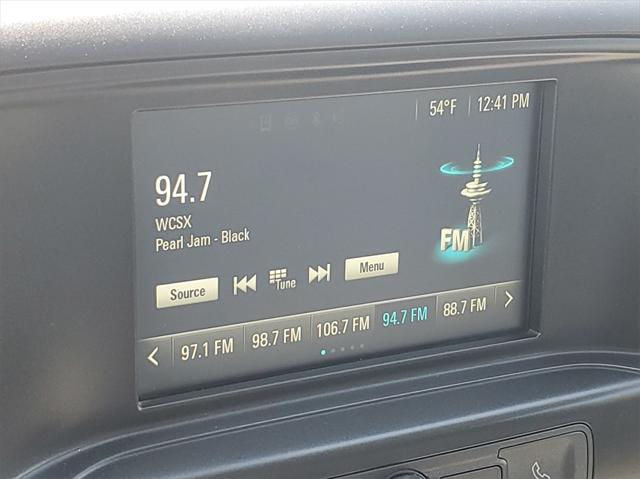 54°F 12:41 PM
94.7
WCSX
Pearl Jam - Black
FM
Source Tune Menu
97.1 FM 98.7 FM 106.7 FM 94.7 FM 88.7 FM